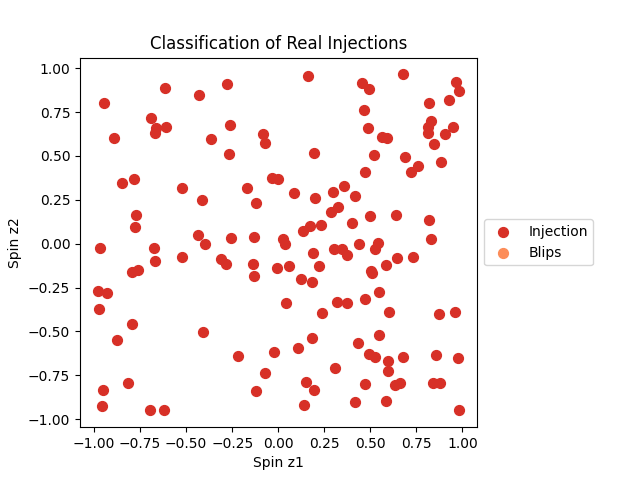 Classification of Real Injections
1.00
0.75
0.50
0.25
0.00
−0.25
−0.50
−0.75
−1.00
Spin z2
−1.00 −0.75 −0.50 −0.25 0.00 0.25 0.50 0.75 1.00
Spin z1
Injection
Blips